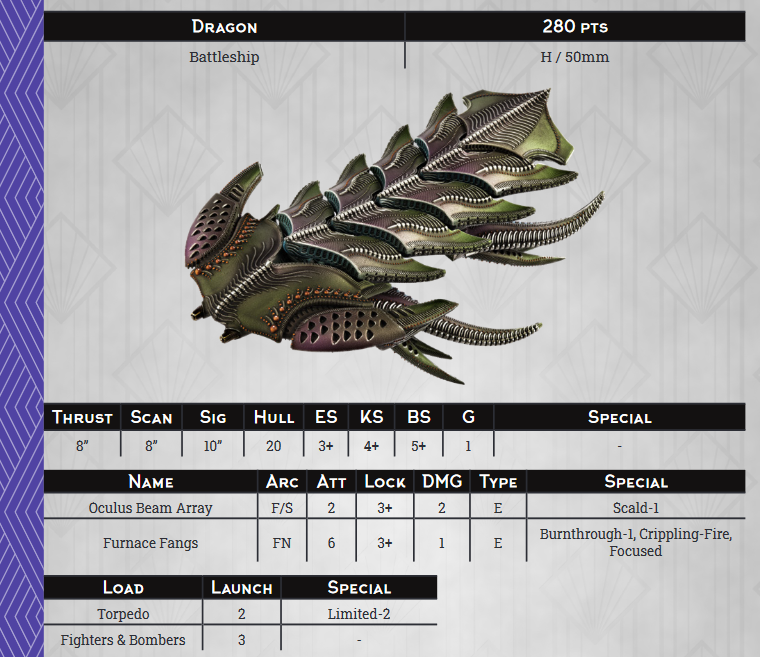 Dragon 280 pts
Battleship H / 50mm
Thrust Scan Sig Hull ES KS BS G Special
8” 8” 10” 20 3+ 4+ 5+ 1 -
Name Arc Att Lock DMG Type Special
Oculus Beam Array F/S 2 3+ 2 E Scald-1
Furnace Fangs FN 6 3+ 1 E Burnthrough-1, Crippling-Fire,
Focused
Load Launch Special
Torpedo 2 Limited-2
Fighters & Bombers 3 -